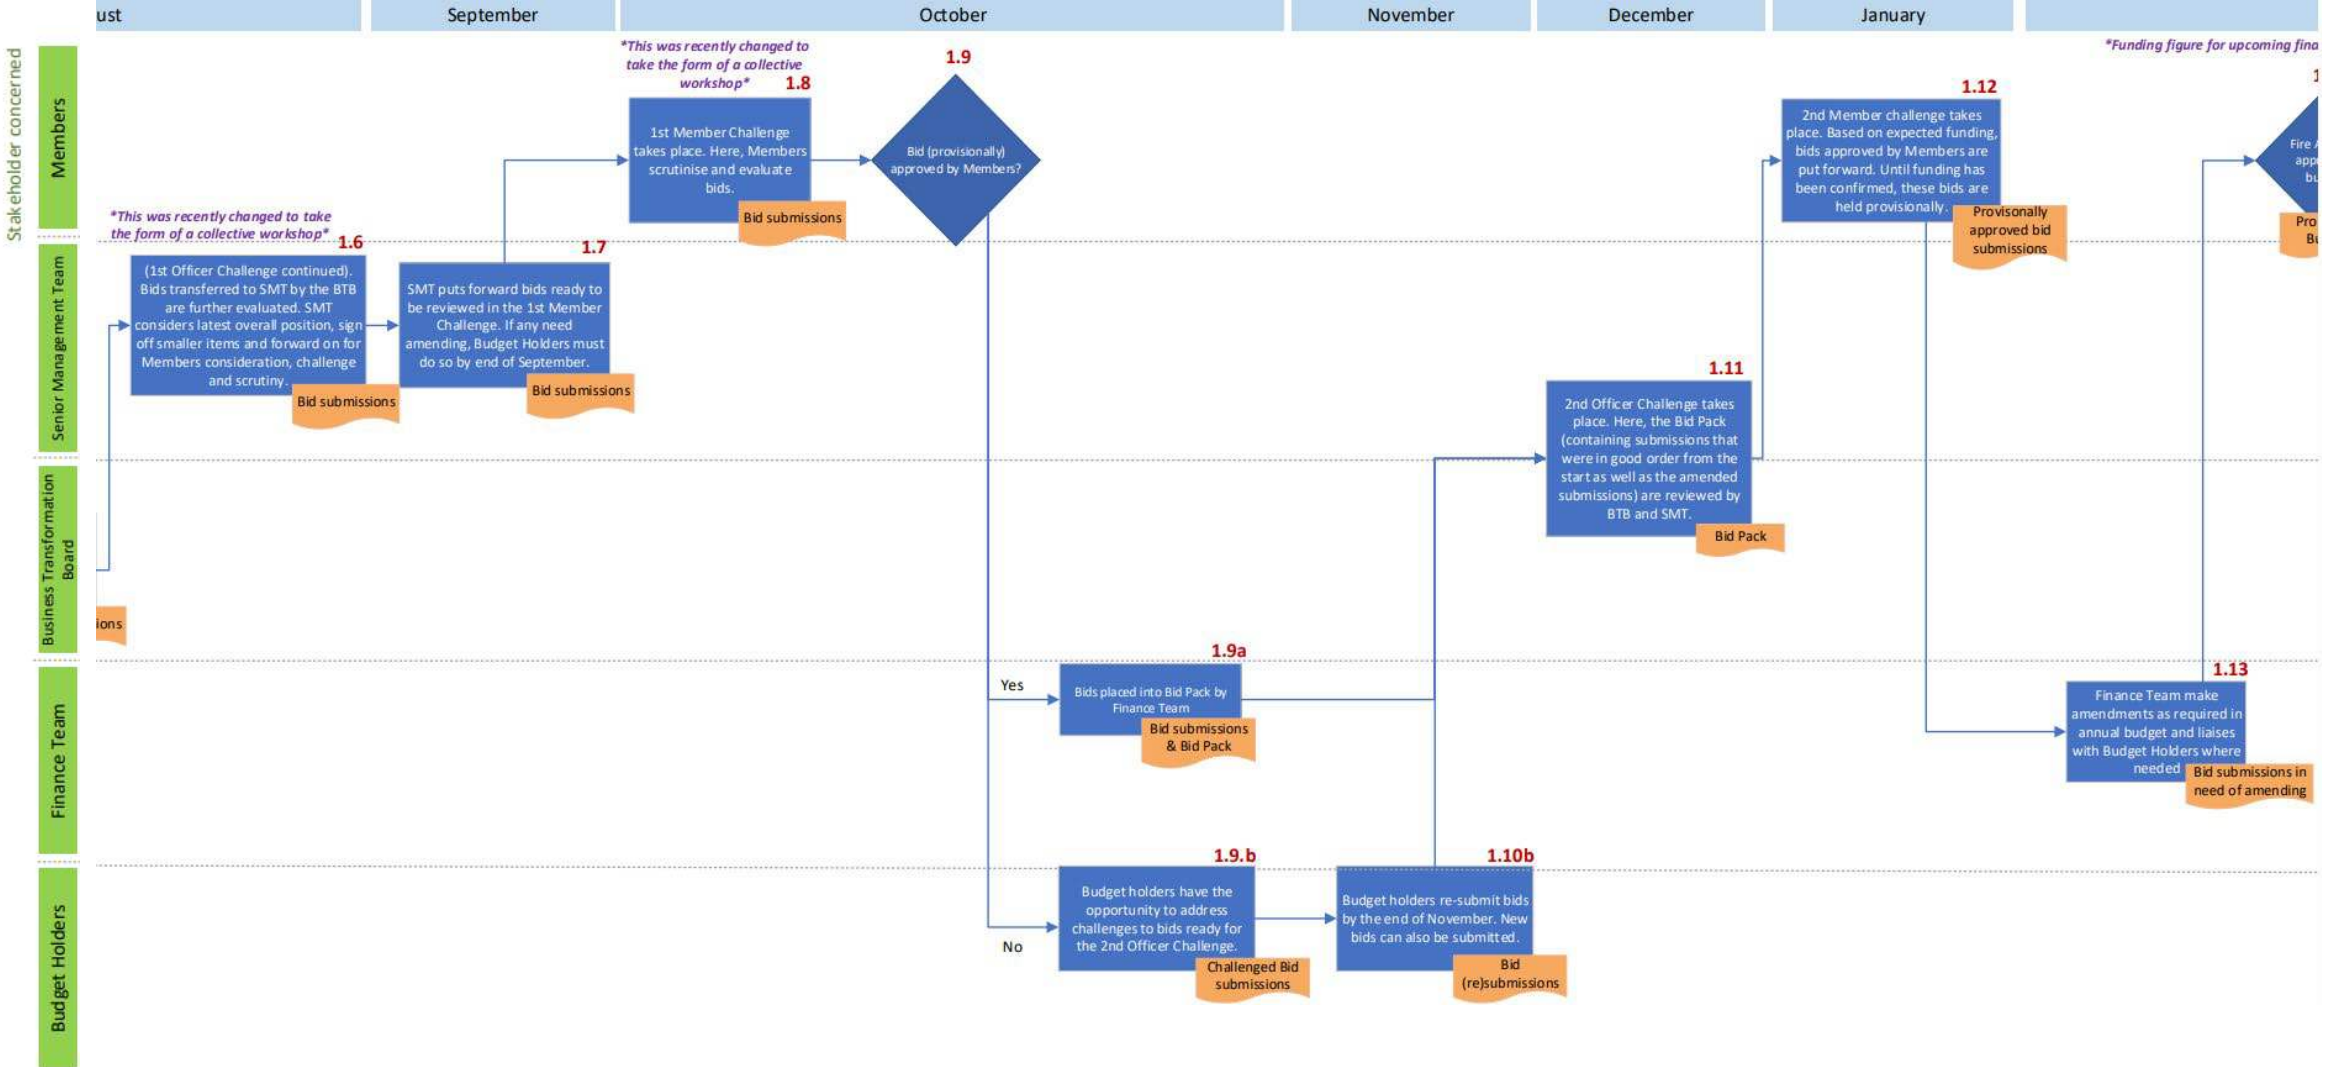 ust
September
October
November
December
January
Stakeholder concerned
Members
Senior Management Team
Business Transformation
Board
Finance Team
Budget Holders
*This was recently changed to take
the form of a collective workshop*
1.6
(1st Officer Challenge continued).
Bids transferred to SMT by the BTB
are further evaluated. SMT
considers latest overall position, sign
off smaller items and forward on for
Members consideration, challenge
and scrutiny.
Bid submissions
ions
1.7
SMT puts forward bids ready to
be reviewed in the 1st Member
Challenge. If any need
amending, Budget Holders must
do so by end of September.
Bid submissions
*This was recently changed to
take the form of a collective
workshop*
1.8
1st Member Challenge
takes place. Here, Members
scrutinise and evaluate
bids.
Bid submissions
1.9
Bid (provisionally)
approved by Members?
Yes
No
1.9a
Bids placed into Bid Pack by
Finance Team
Bid submissions
& Bid Pack
1.9.b
Budget holders have the
opportunity to address
challenges to bids ready for
the 2nd Officer Challenge.
Challenged Bid
submissions
1.10b
Budget holders re-submit bids
by the end of November. New
bids can also be submitted.
Bid
(re)submissions
1.11
2nd Officer Challenge takes
place. Here, the Bid Pack
(containing submissions that
were in good order from the
start as well as the amended
submissions) are reviewed by
BTB and SMT.
Bid Pack
1.12
2nd Member challenge takes
place. Based on expected funding,
bids approved by Members are
put forward. Until funding has
been confirmed, these bids are
held provisionally.
Provisonally
approved bid
submissions
1.13
Finance Team make
amendments as required in
annual budget and liaises
with Budget Holders where
needed
Bid submissions in
need of amending
*Funding figure for upcoming fina
1
Fire A
app
bu
Pro
Bu